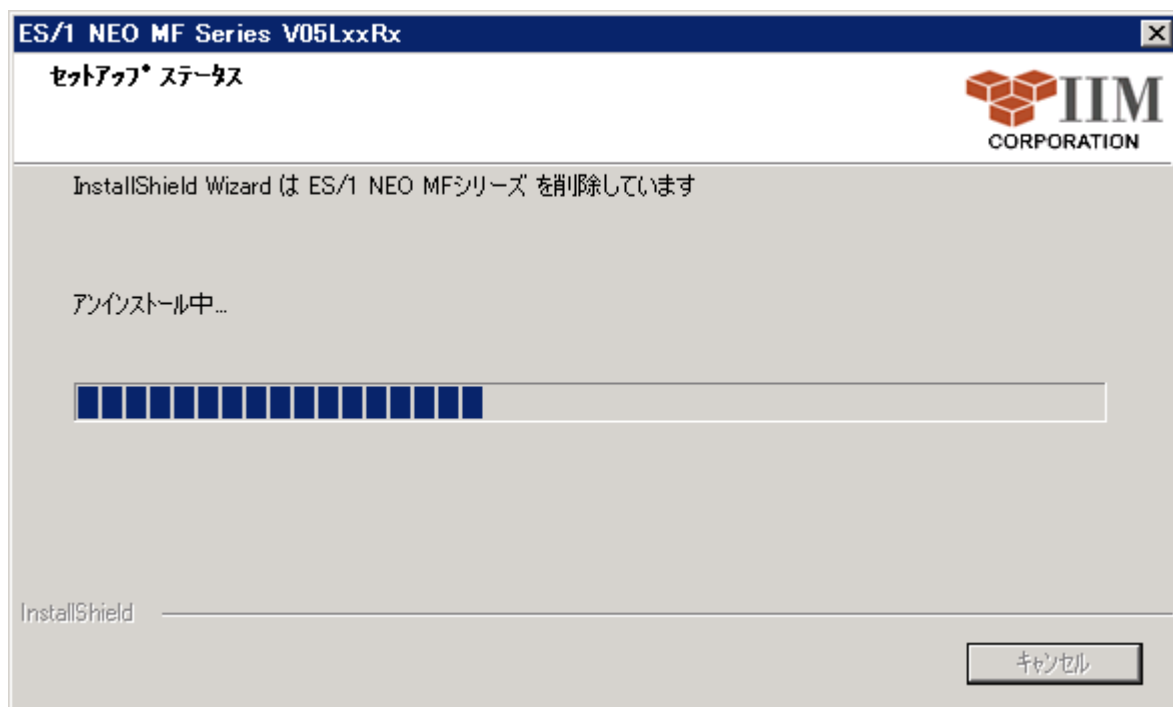 ES/1 NEO MF Series V05LxxRx
セットアップ ステータス
IIM
CORPORATION
InstallShield Wizard は ES/1 NEO MFシリーズ を削除しています
アンインストール中...
InstallShield
キャンセル